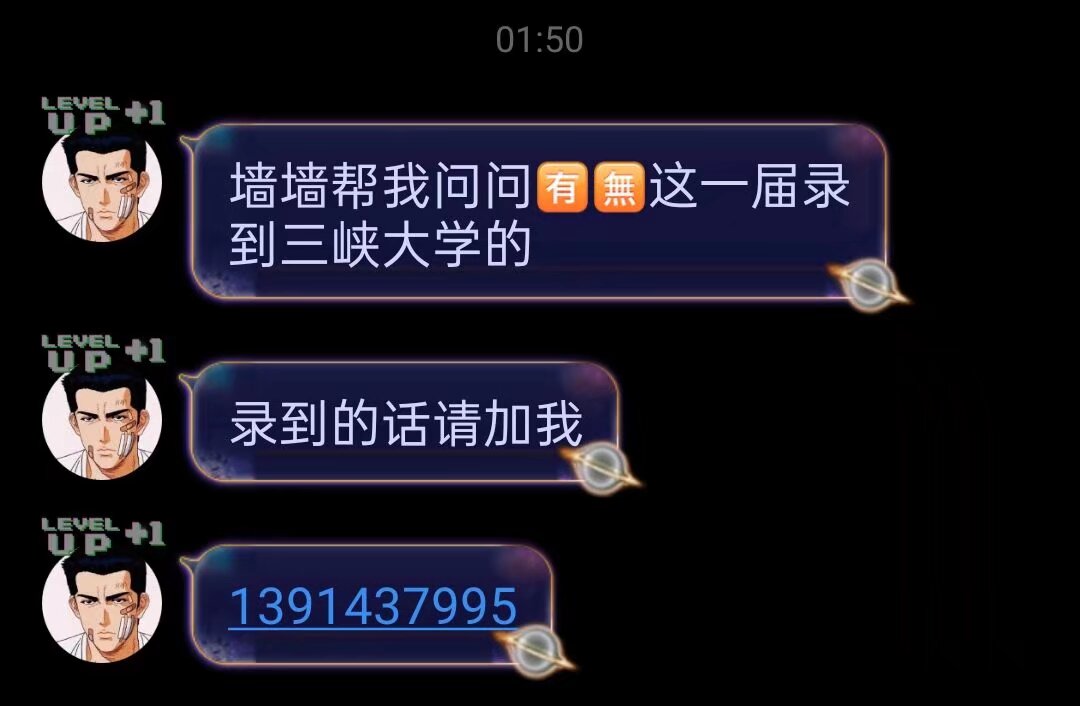 01:50
LEVEL UP +1
墙墙帮我问问🈶🈚这一届录
到三峡大学的
LEVEL UP +1
录到的话请加我
LEVEL UP +1
1391437995